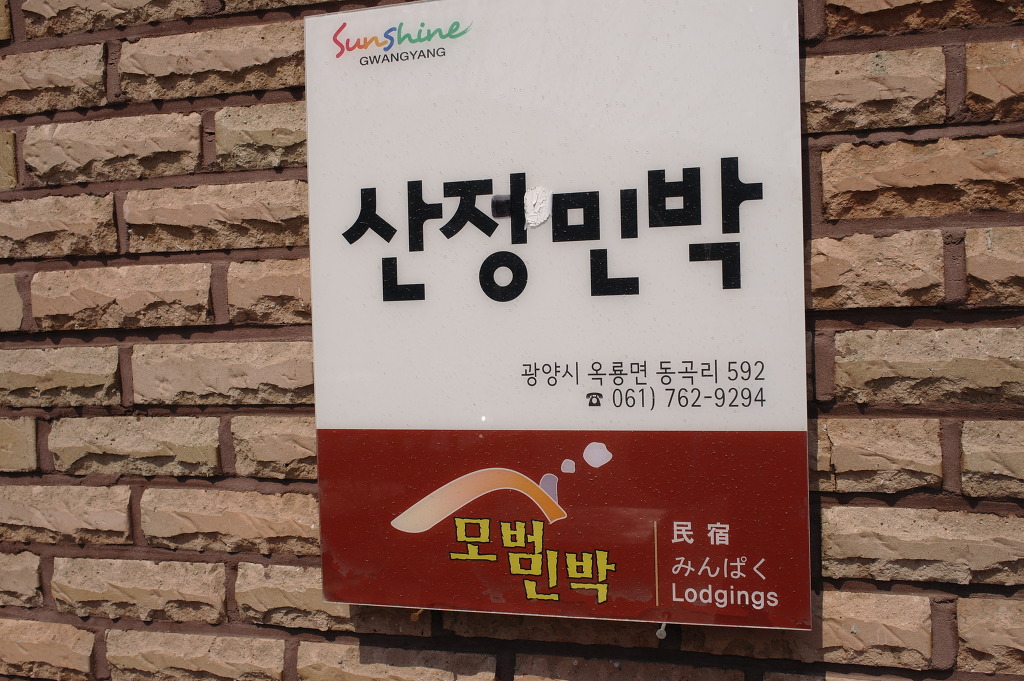 Sunshine
GWANGYANG
산정민박
광양시 옥룡면 동곡리 592
☎ 061) 762-9294
모범민박
民宿
みんぱく
Lodgings